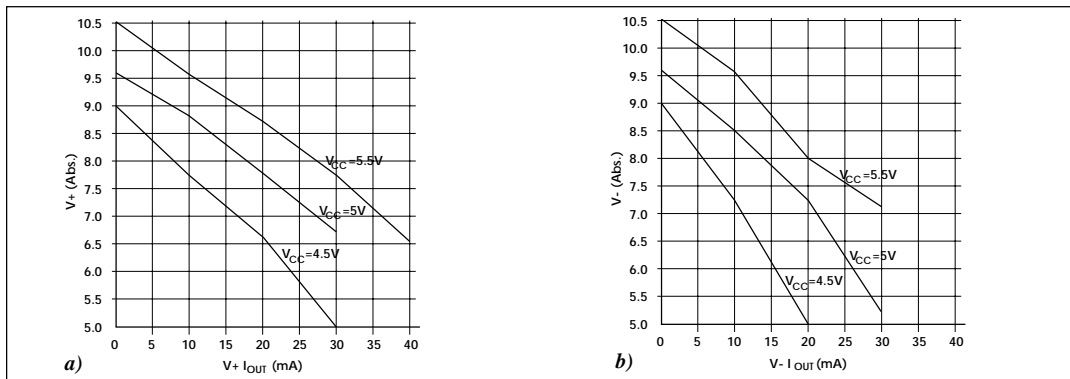 10.5
10.0
9.5
9.0
8.5
8.0
7.5
7.0
6.5
6.0
5.5
5.0
V+ (Abs.)
VCC=5.5V
VCC=5V
VCC=4.5V
0 5 10 15 20 25 30 35 40
V+ IOUT (mA)
a)
10.5
10.0
9.5
9.0
8.5
8.0
7.5
7.0
6.5
6.0
5.5
5.0
V- (Abs.)
VCC=5.5V
VCC=5V
VCC=4.5V
0 5 10 15 20 25 30 35 40
V- IOUT (mA)
b)